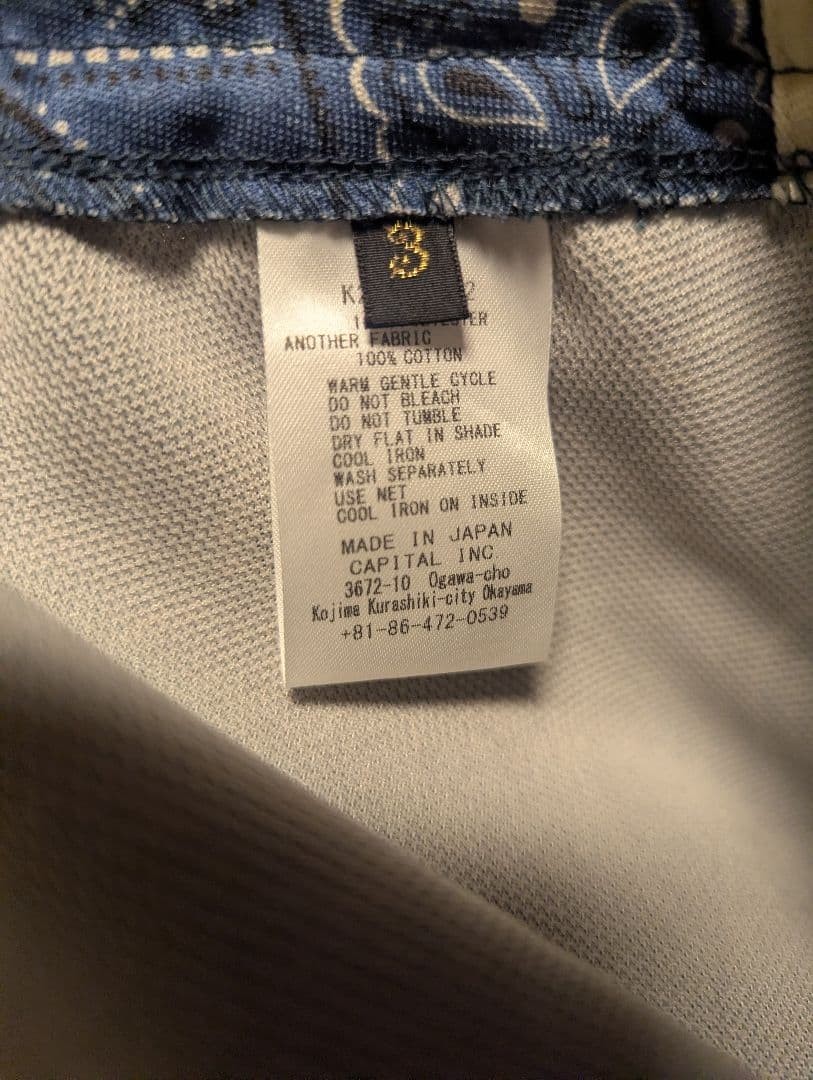 3
ANOTHER FABRIC
100% COTTON
WARM GENTLE CYCLE
DO NOT BLEACH
DO NOT TUMBLE
DRY FLAT IN SHADE
COOL IRON
WASH SEPARATELY
USE NET
COOL IRON ON INSIDE
MADE IN JAPAN
CAPITAL INC
3672-10 Ogawa-cho
Kojima Kurashiki-city Okayama
+81-86-472-0539